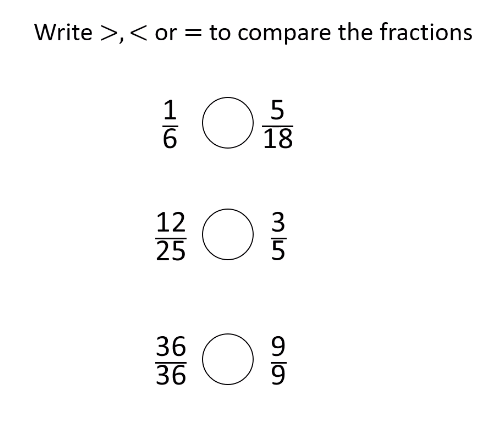 Write >, < or = to compare the fractions
1/6 5/18
12/25 3/5
36/36 9/9